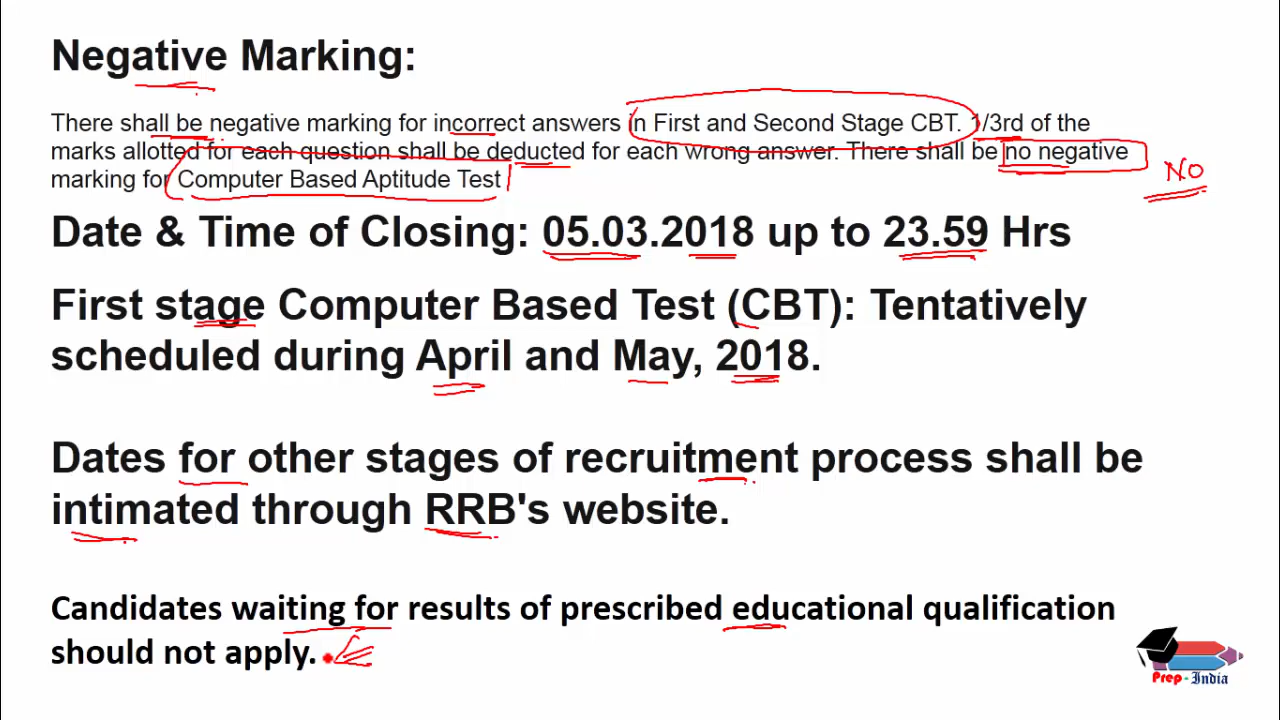 Negative Marking:
There shall be negative marking for incorrect answers in First and Second Stage CBT. 1/3rd of the
marks allotted for each question shall be deducted for each wrong answer. There shall be no negative
marking for Computer Based Aptitude Test
NO
Date & Time of Closing: 05.03.2018 up to 23.59 Hrs
First stage Computer Based Test (CBT): Tentatively
scheduled during April and May, 2018.
Dates for other stages of recruitment process shall be
intimated through RRB's website.
Candidates waiting for results of prescribed educational qualification
should not apply.
Prep-India